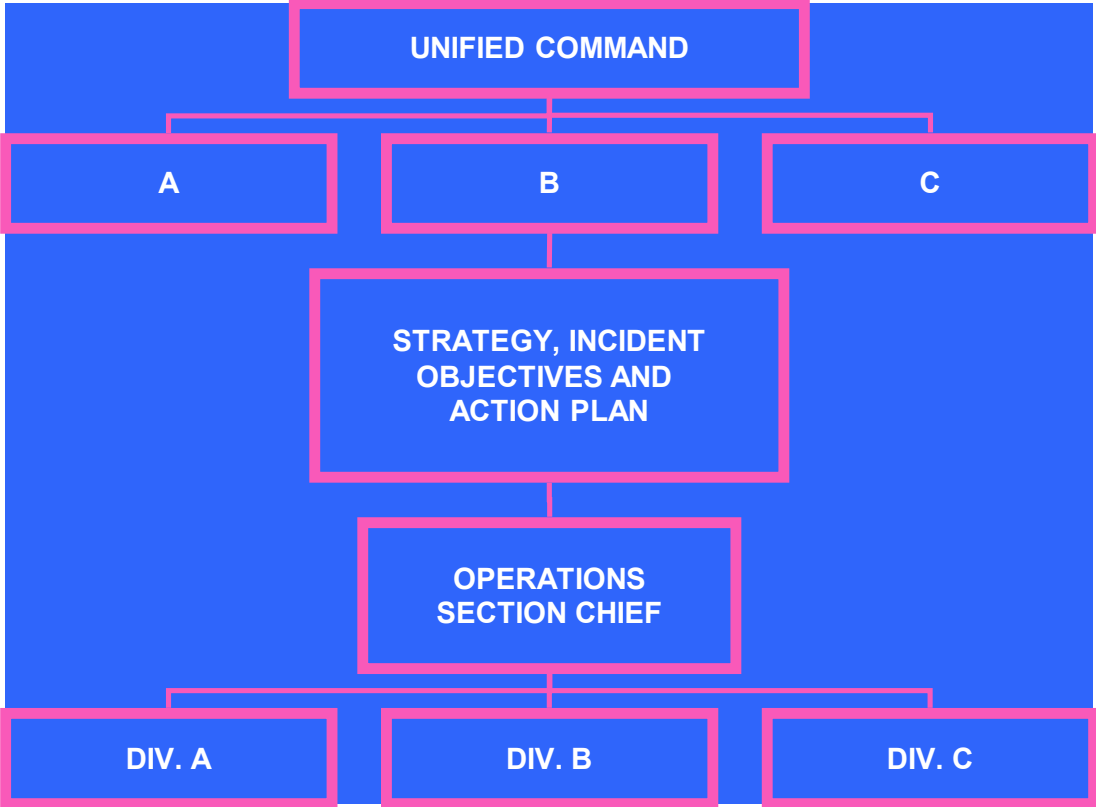 UNIFIED COMMAND
A
B
C
STRATEGY, INCIDENT
OBJECTIVES AND
ACTION PLAN
OPERATIONS
SECTION CHIEF
DIV. A
DIV. B
DIV. C